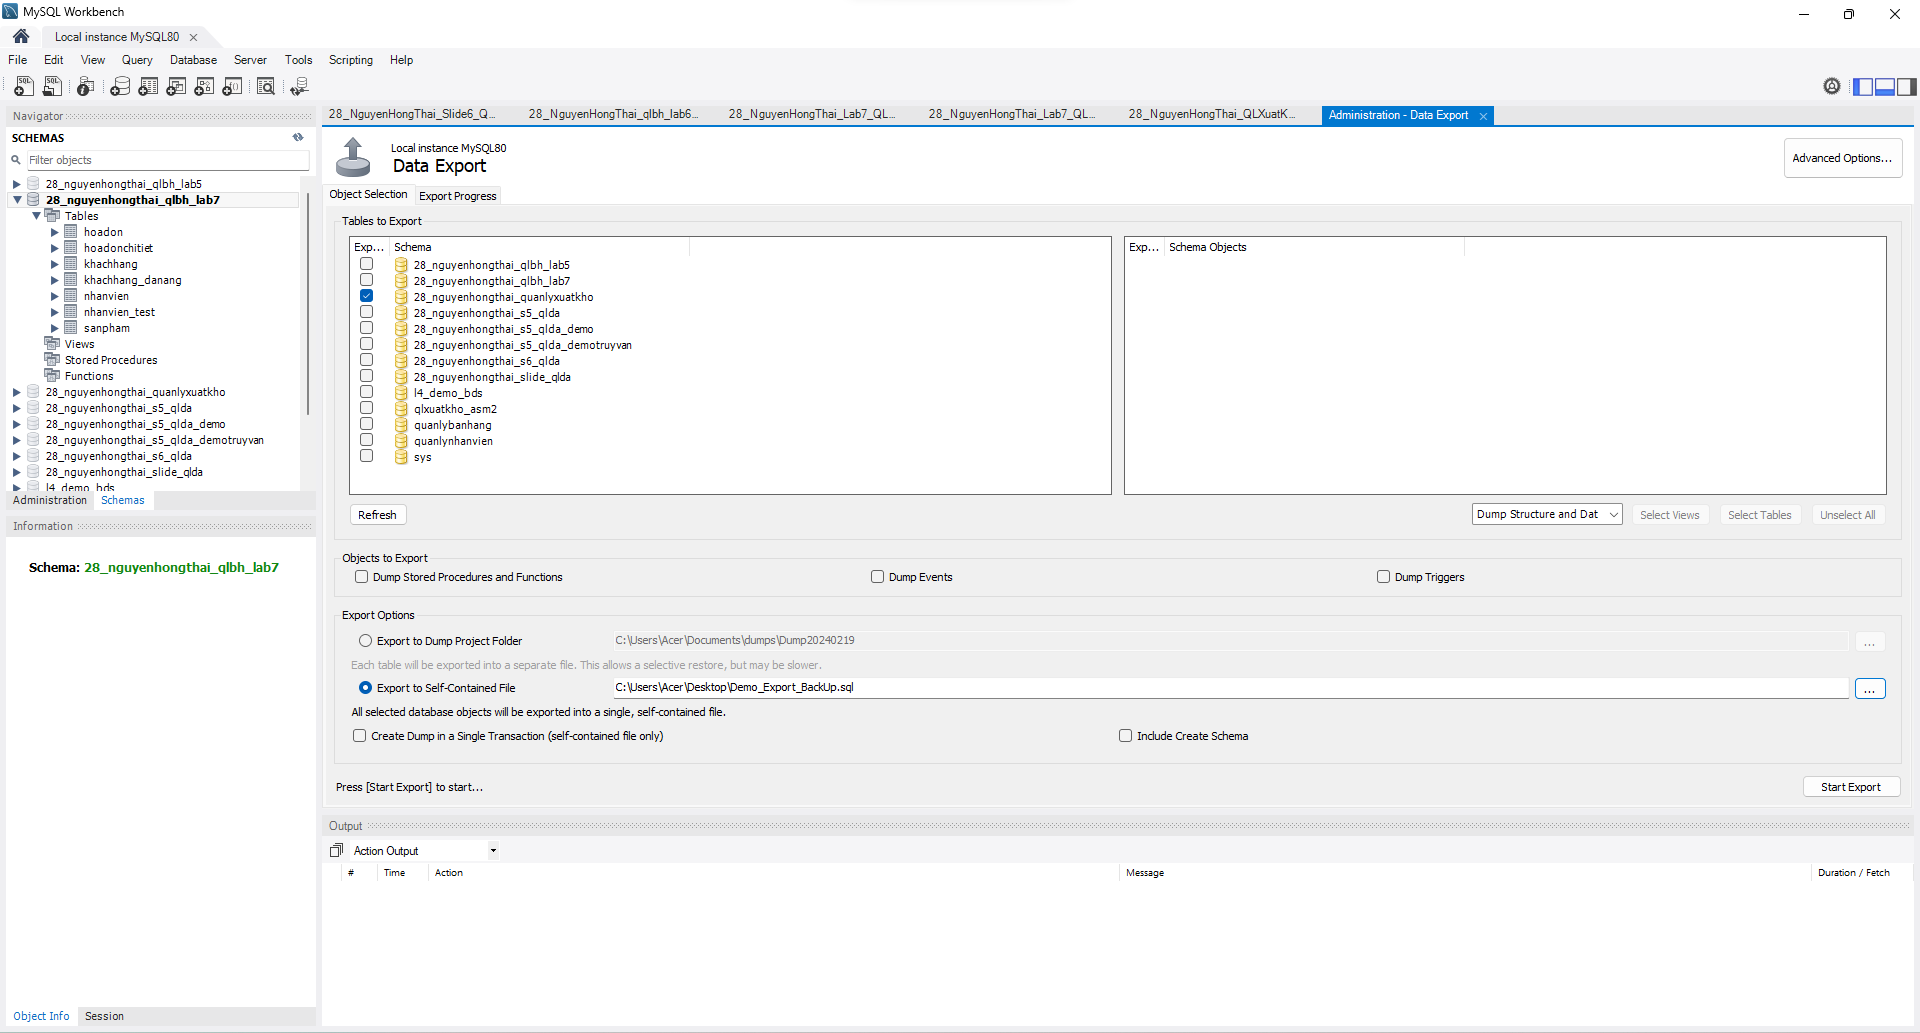 MySQL Workbench
Local instance MySQL80
File Edit View Query Database Server Tools Scripting Help
Navigator
SCHEMAS
Filter objects
28_nguyenhongthai_qlbh_lab5
28_nguyenhongthai_qlbh_lab7
Tables
hoadon
hoadonchitiet
khachhang
khachhang_danang
nhanvien
nhanvien_test
sanpham
Views
Stored Procedures
Functions
28_nguyenhongthai_quanlyxuatkho
28_nguyenhongthai_s5_qlda
28_nguyenhongthai_s5_qlda_demo
28_nguyenhongthai_s5_qlda_demotruyvan
28_nguyenhongthai_s6_qlda
28_nguyenhongthai_slide_qlda
l4_demo_bds
Administration Schemas
Information
Schema: 28_nguyenhongthai_qlbh_lab7
Object Info Session
28_NguyenHongThai_Slide6_Q... 28_NguyenHongThai_qlbh_lab6... 28_NguyenHongThai_Lab7_QL... 28_NguyenHongThai_Lab7_QL... 28_NguyenHongThai_QLXuatK... Administration - Data Export
Local instance MySQL80
Data Export
Advanced Options...
Object Selection Export Progress
Tables to Export
Exp... Schema
28_nguyenhongthai_qlbh_lab5
28_nguyenhongthai_qlbh_lab7
28_nguyenhongthai_quanlyxuatkho
28_nguyenhongthai_s5_qlda
28_nguyenhongthai_s5_qlda_demo
28_nguyenhongthai_s5_qlda_demotruyvan
28_nguyenhongthai_s6_qlda
28_nguyenhongthai_slide_qlda
l4_demo_bds
qlxuatkho_asm2
quanlybanhang
quanlynhanvien
sys
Exp... Schema Objects
Refresh
Dump Structure and Dat Select Views Select Tables Unselect All
Objects to Export
Dump Stored Procedures and Functions Dump Events Dump Triggers
Export Options
Export to Dump Project Folder C:\Users\Acer\Documents\dumps\Dump20240219 ...
Each table will be exported into a separate file. This allows a selective restore, but may be slower.
Export to Self-Contained File C:\Users\Acer\Desktop\Demo_Export_BackUp.sql ...
All selected database objects will be exported into a single, self-contained file.
Create Dump in a Single Transaction (self-contained file only) Include Create Schema
Press [Start Export] to start...
Start Export
Output
Action Output
# Time Action Message Duration / Fetch